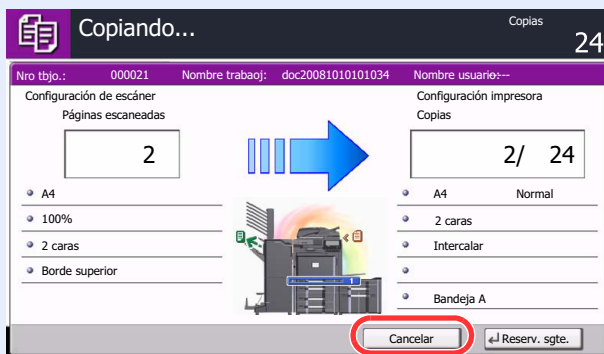 Copiando...
Copias
24
Nro tbjo.: 000021 Nombre trabaoj: doc20081010101034 Nombre usuario:--
Configuración de escáner Configuración impresora
Páginas escaneadas Copias
2 2/ 24
A4 A4 Normal
100% 2 caras
2 caras Intercalar
Borde superior
Bandeja A
1
Cancelar Reserv. sgte.